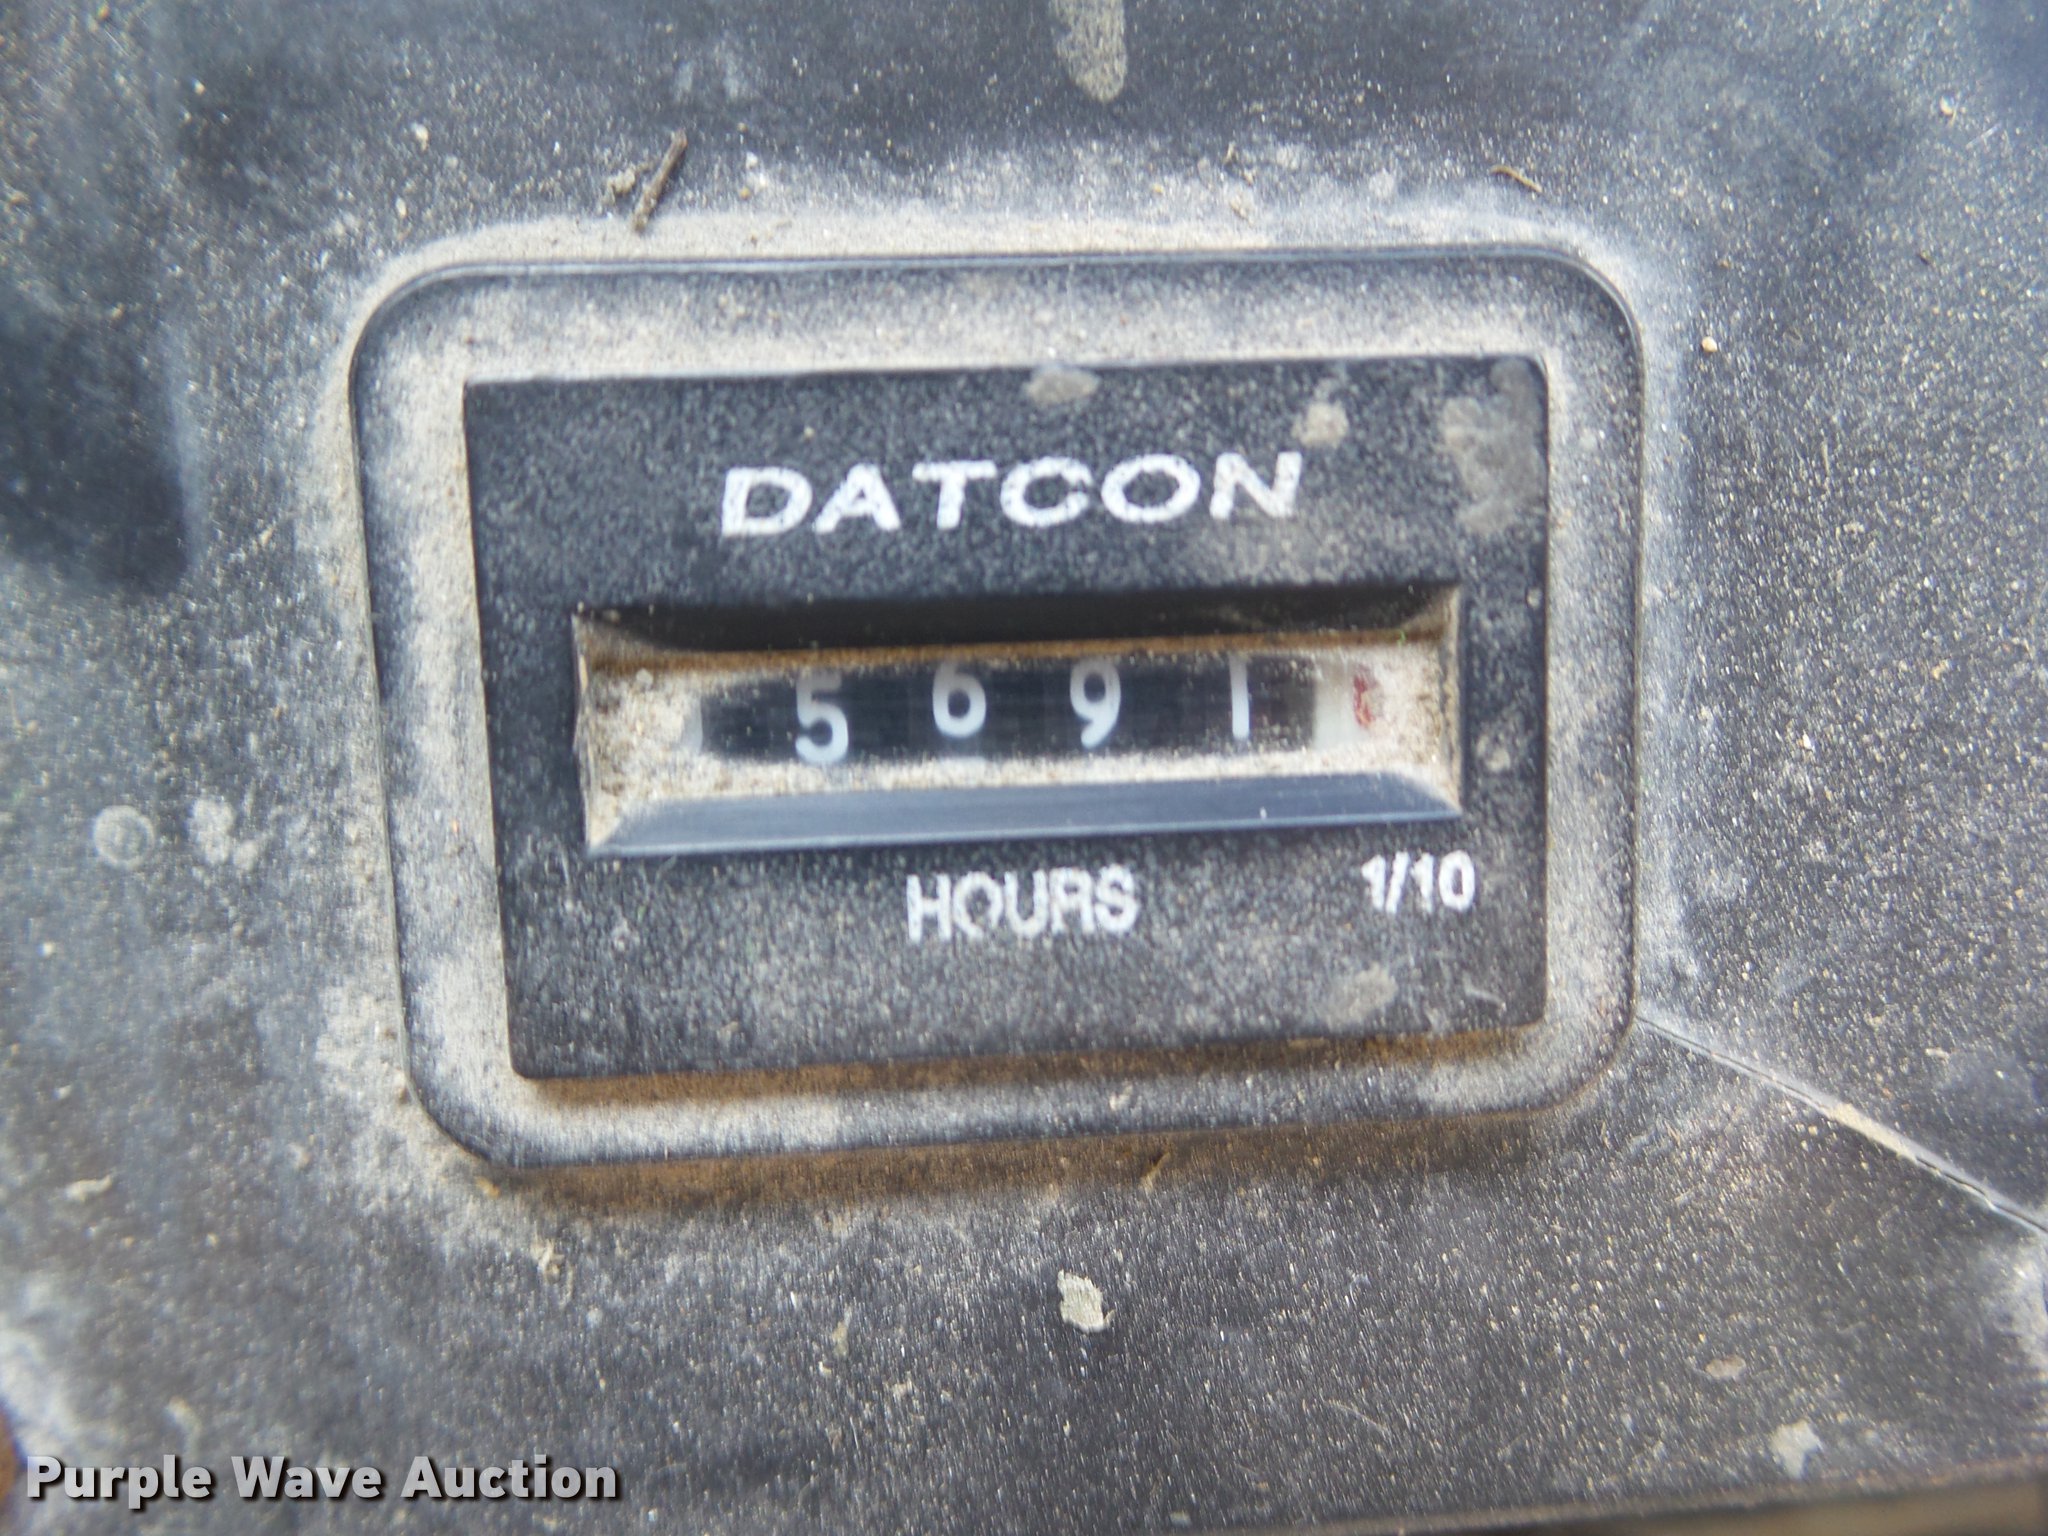 DATCON
5691
HOURS 1/10
Purple Wave Auction